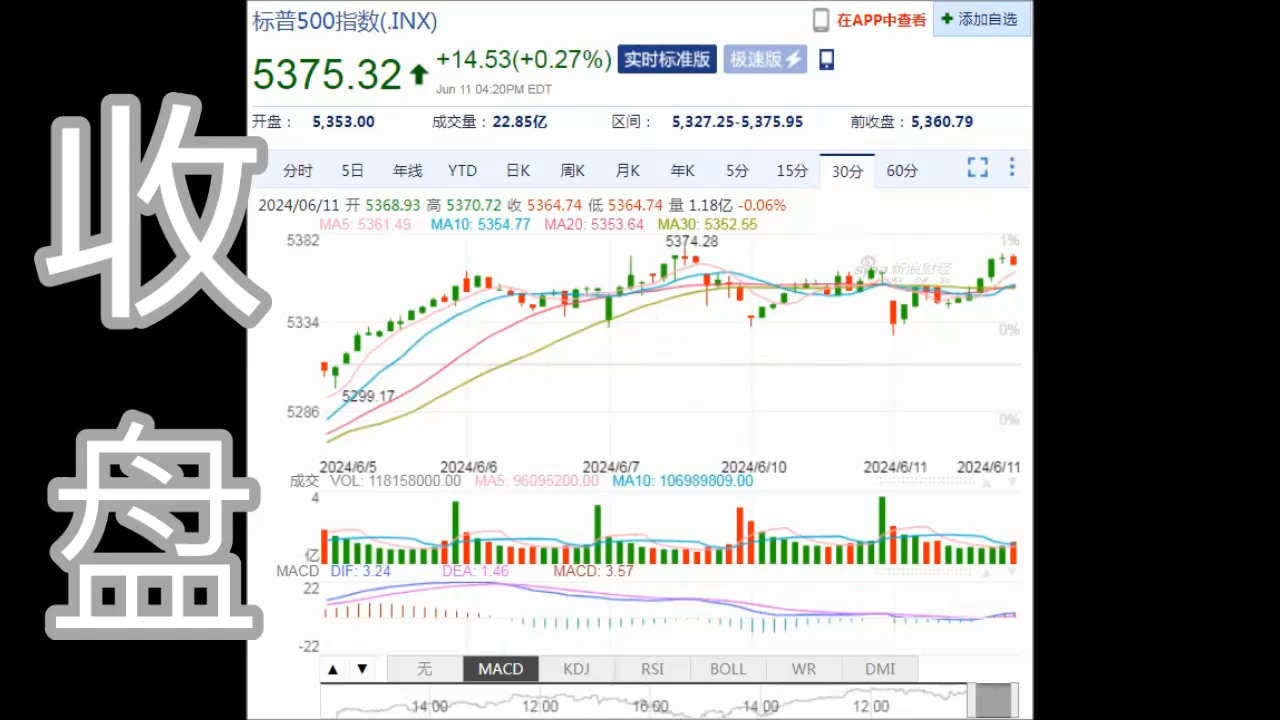 收盘
标普500指数(.INX)
在APP中查看
添加自选
5375.32
+14.53(+0.27%)
实时标准版
极速版
Jun 11 04:20PM EDT
开盘： 5,353.00 成交量：22.85亿 区间： 5,327.25-5,375.95 前收盘：5,360.79
分时 5日 年线 YTD 日K 周K 月K 年K 5分 15分 30分 60分
2024/06/11 开 5368.93 高 5370.72 收 5364.74 低 5364.74 量 1.18亿 -0.06%
MA5: 5361.49 MA10: 5354.77 MA20: 5353.64 MA30: 5352.55
5382 5374.28 1%
sina 新浪财经
5334 0%
5299.17
5286 0%
2024/6/5 2024/6/6 2024/6/7 2024/6/10 2024/6/11 2024/6/11
成交 VOL: 118158000.00 MA5: 96095200.00 MA10: 106989809.00
4
亿
MACD DIF: 3.24 DEA: 1.46 MACD: 3.57
22
-22
▲ ▼ 无 MACD KDJ RSI BOLL WR DMI
14:00 12:00 16:00 14:00 12:00